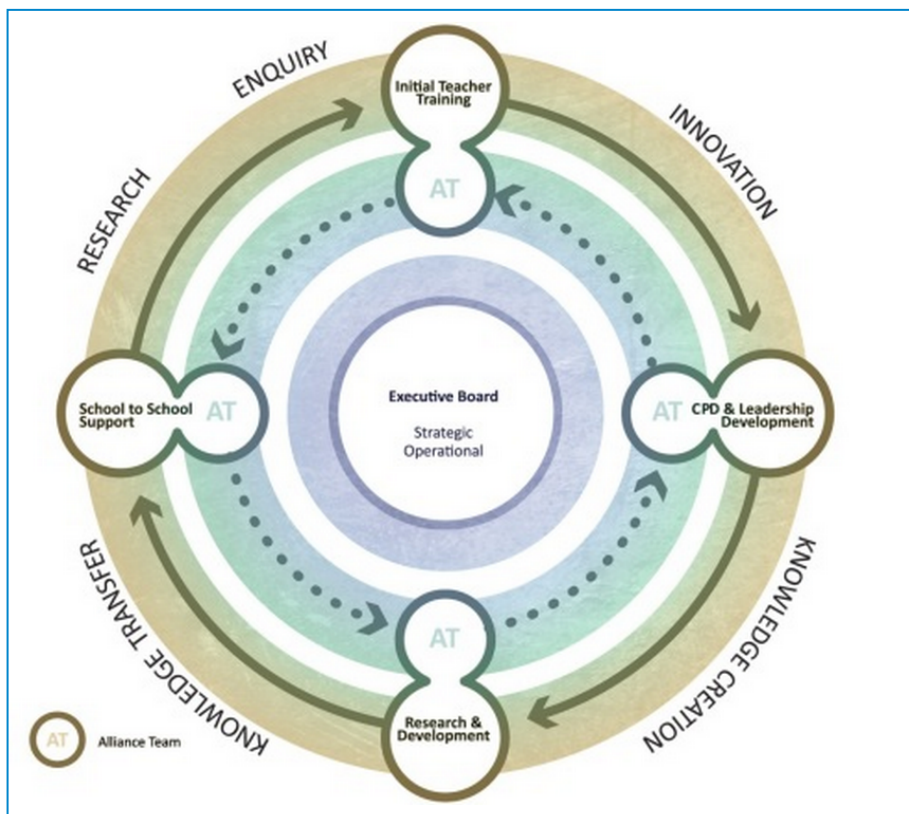 ENQUIRY
INNOVATION
RESEARCH
Initial Teacher
Training
AT
School to School
Support
AT
Executive Board
Strategic
Operational
AT
CPD & Leadership
Development
AT
Research &
Development
KNOWLEDGE TRANSFER
KNOWLEDGE CREATION
AT
Alliance Team